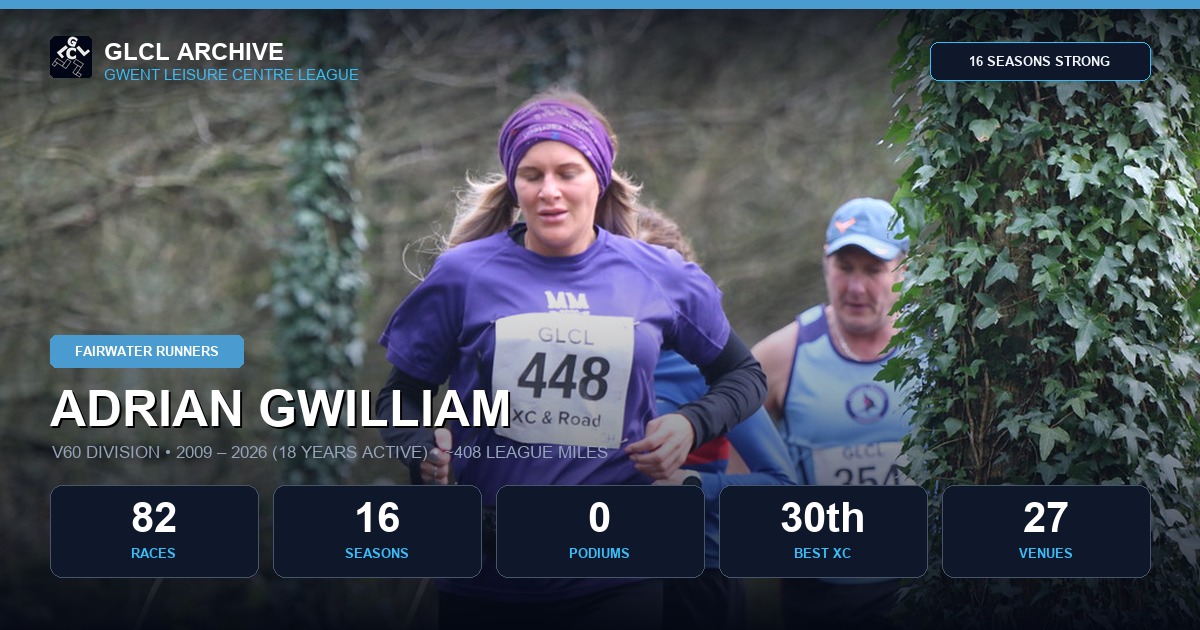 GLCL ARCHIVE
GWENT LEISURE CENTRE LEAGUE
16 SEASONS STRONG
MM
GLCL
448
XC & Road
GLCL
354
FAIRWATER RUNNERS
ADRIAN GWILLIAM
V60 DIVISION • 2009 – 2026 (18 YEARS ACTIVE) • ~408 LEAGUE MILES
82
RACES
16
SEASONS
0
PODIUMS
30th
BEST XC
27
VENUES